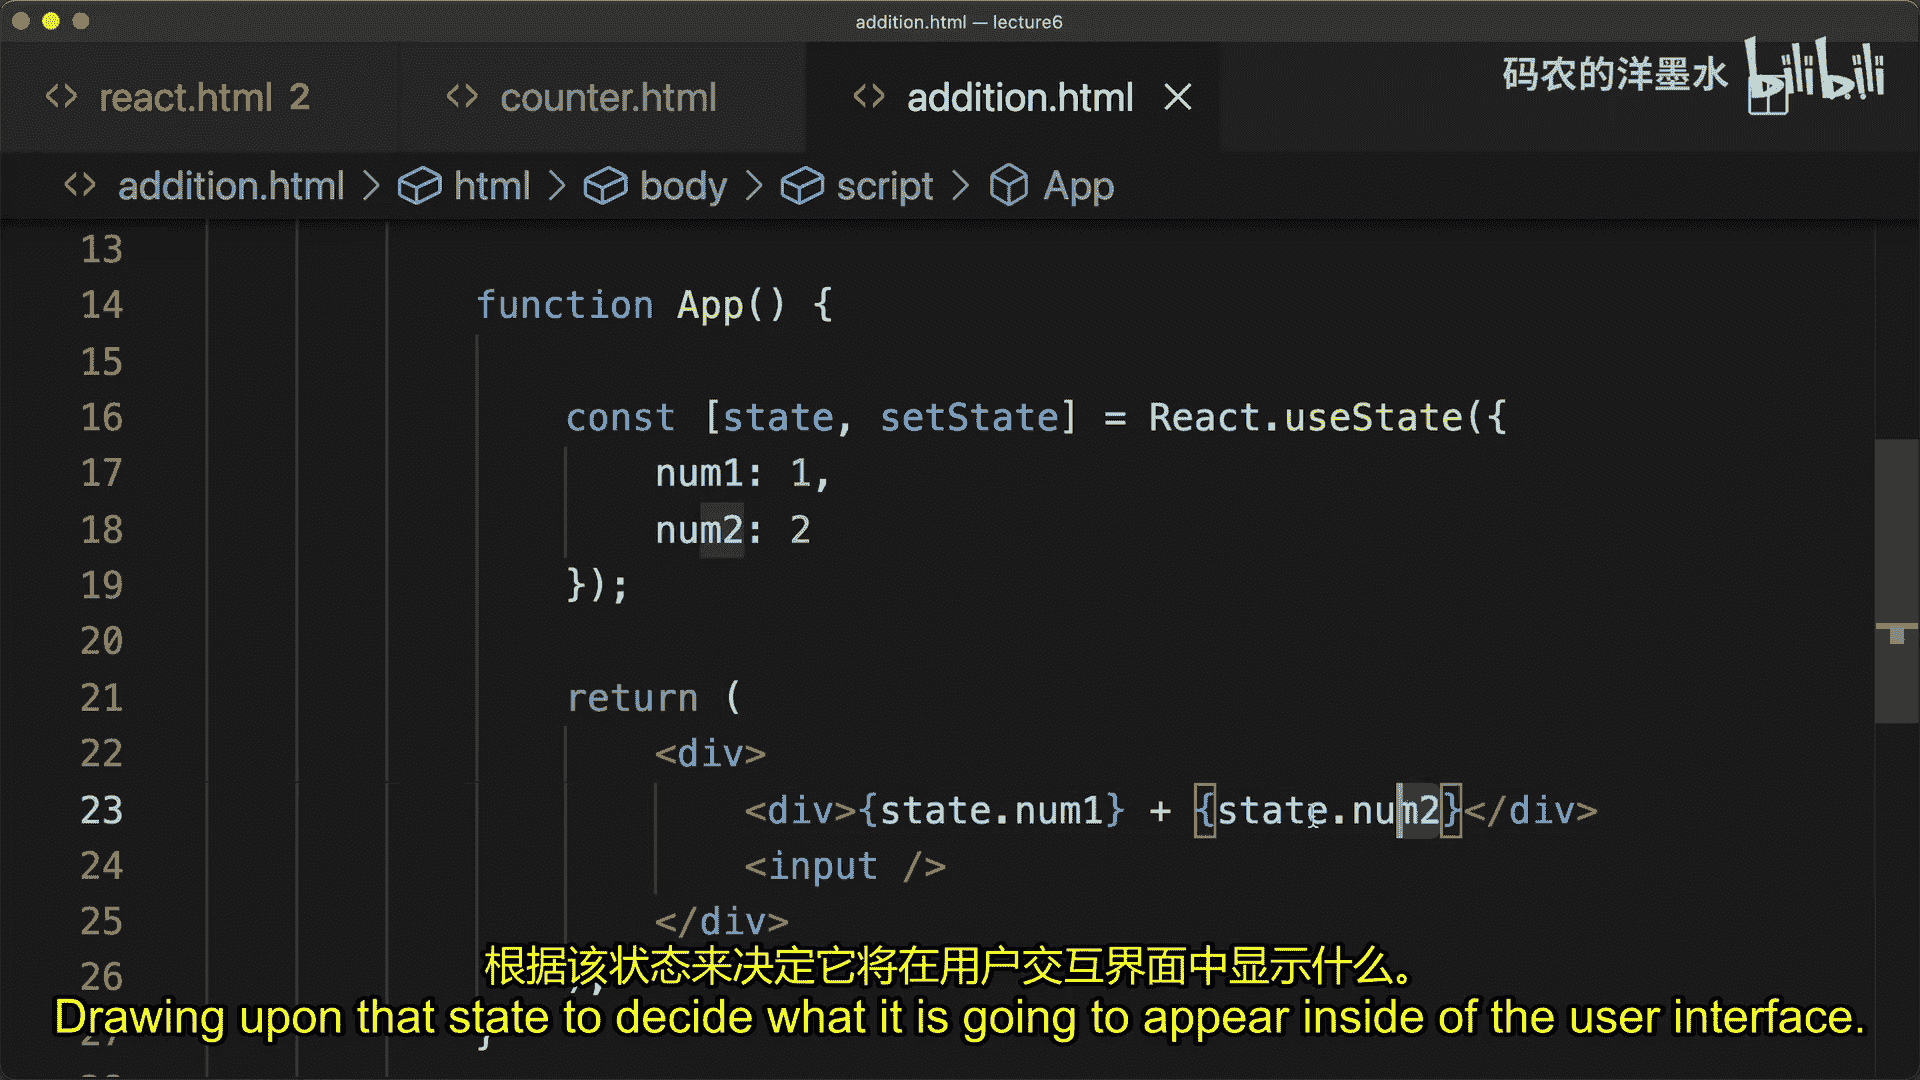 addition.html — lecture6
react.html 2
counter.html
addition.html
码农的洋墨水 bilibili
addition.html > html > body > script > App
13
14 function App() {
15
16 const [state, setState] = React.useState({
17 num1: 1,
18 num2: 2
19 });
20
21 return (
22 <div>
23 <div>{state.num1} + {state.num2}</div>
24 <input />
25 </div>
26 );
27 }
根据该状态来决定它将在用户交互界面中显示什么。
Drawing upon that state to decide what it is going to appear inside of the user interface.